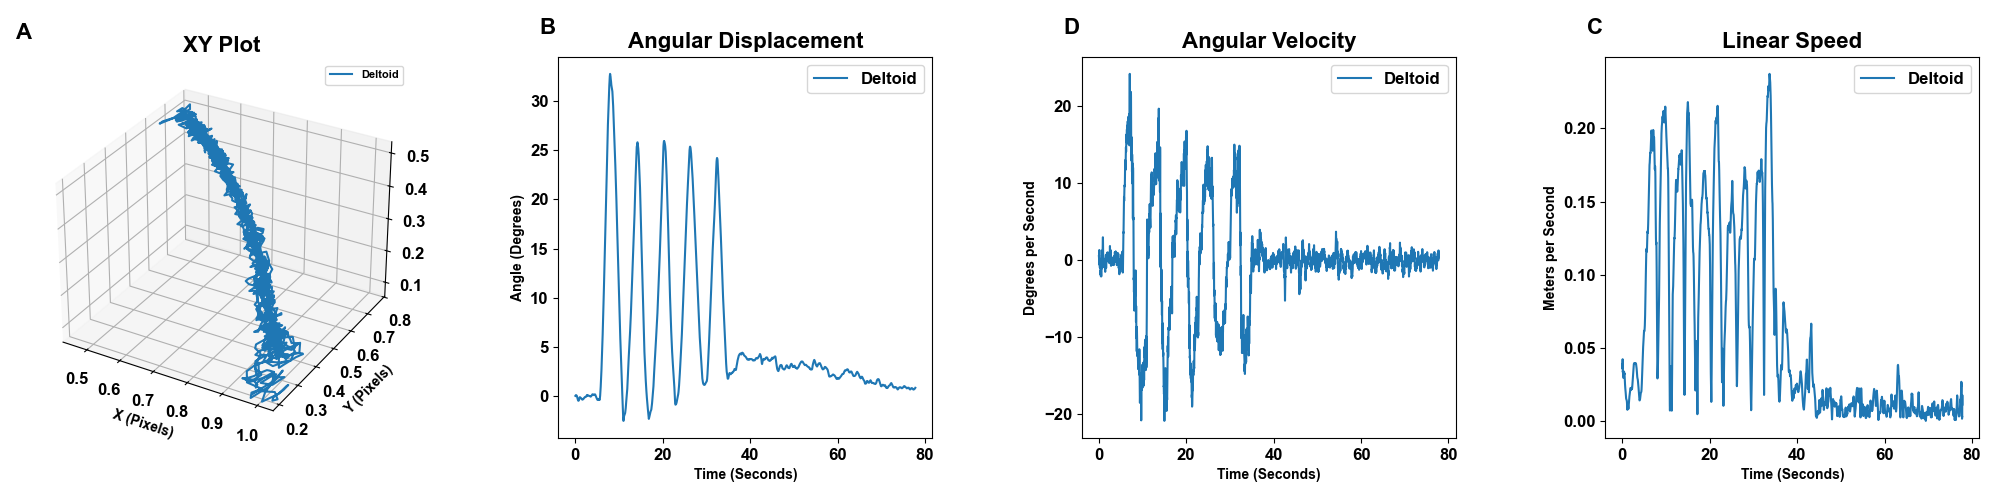 A
XY Plot
Deltoid
0.5
0.4
0.3
0.2
0.1
0.5
0.6
0.7
0.8
0.9
1.0
X (Pixels)
0.2
0.3
0.4
0.5
0.6
0.7
0.8
Y (Pixels)
B
Angular Displacement
Deltoid
30
25
20
15
10
5
0
Angle (Degrees)
0 20 40 60 80
Time (Seconds)
D
Angular Velocity
Deltoid
20
10
0
−10
−20
Degrees per Second
0 20 40 60 80
Time (Seconds)
C
Linear Speed
Deltoid
0.20
0.15
0.10
0.05
0.00
Meters per Second
0 20 40 60 80
Time (Seconds)